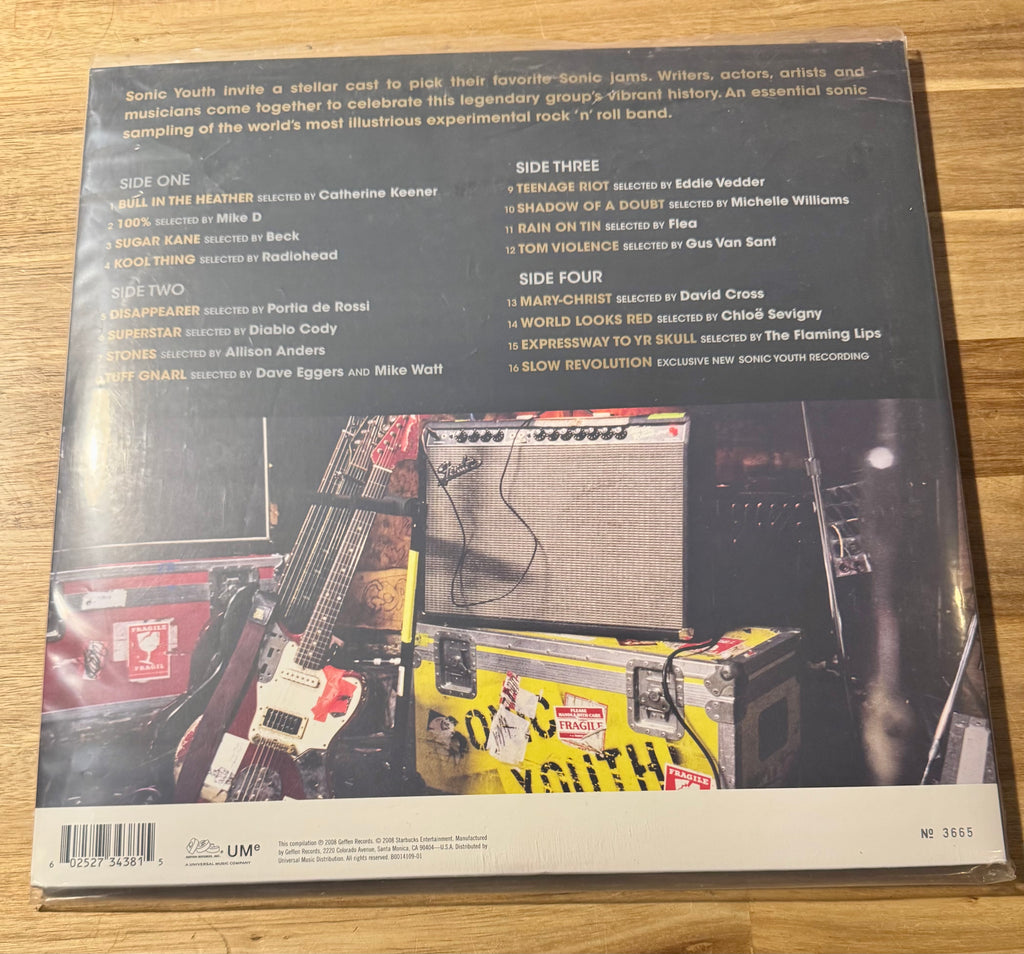 Sonic Youth invite a stellar cast to pick their favorite Sonic jams. Writers, actors, artists and
musicians come together to celebrate this legendary group's vibrant history. An essential sonic
sampling of the world's most illustrious experimental rock 'n' roll band.
SIDE ONE
1 BULL IN THE HEATHER SELECTED BY Catherine Keener
2 100% SELECTED BY Mike D
3 SUGAR KANE SELECTED BY Beck
4 KOOL THING SELECTED BY Radiohead
SIDE TWO
5 DISAPPEARER SELECTED BY Portia de Rossi
6 SUPERSTAR SELECTED BY Diablo Cody
7 STONES SELECTED BY Allison Anders
TUFF GNARL SELECTED BY Dave Eggers AND Mike Watt
SIDE THREE
9 TEENAGE RIOT SELECTED BY Eddie Vedder
10 SHADOW OF A DOUBT SELECTED BY Michelle Williams
11 RAIN ON TIN SELECTED BY Flea
12 TOM VIOLENCE SELECTED BY Gus Van Sant
SIDE FOUR
13 MARY-CHRIST SELECTED BY David Cross
14 WORLD LOOKS RED SELECTED BY Chloë Sevigny
15 EXPRESSWAY TO YR SKULL SELECTED BY The Flaming Lips
16 SLOW REVOLUTION EXCLUSIVE NEW SONIC YOUTH RECORDING
Fender
FRAGILE
FRAGIL
SONIC
YOUTH
PLEASE
HANDLE WITH CARE
FRAGILE
FRAGILE
6 02527 34381 5
GEFFEN RECORDS, INC.
UMe
A UNIVERSAL MUSIC COMPANY
This compilation ℗ 2008 Geffen Records. © 2008 Starbucks Entertainment. Manufactured
by Geffen Records, 2220 Colorado Avenue, Santa Monica, CA 90404—U.S.A. Distributed by
Universal Music Distribution. All rights reserved. B0014109-01
Nº 3665